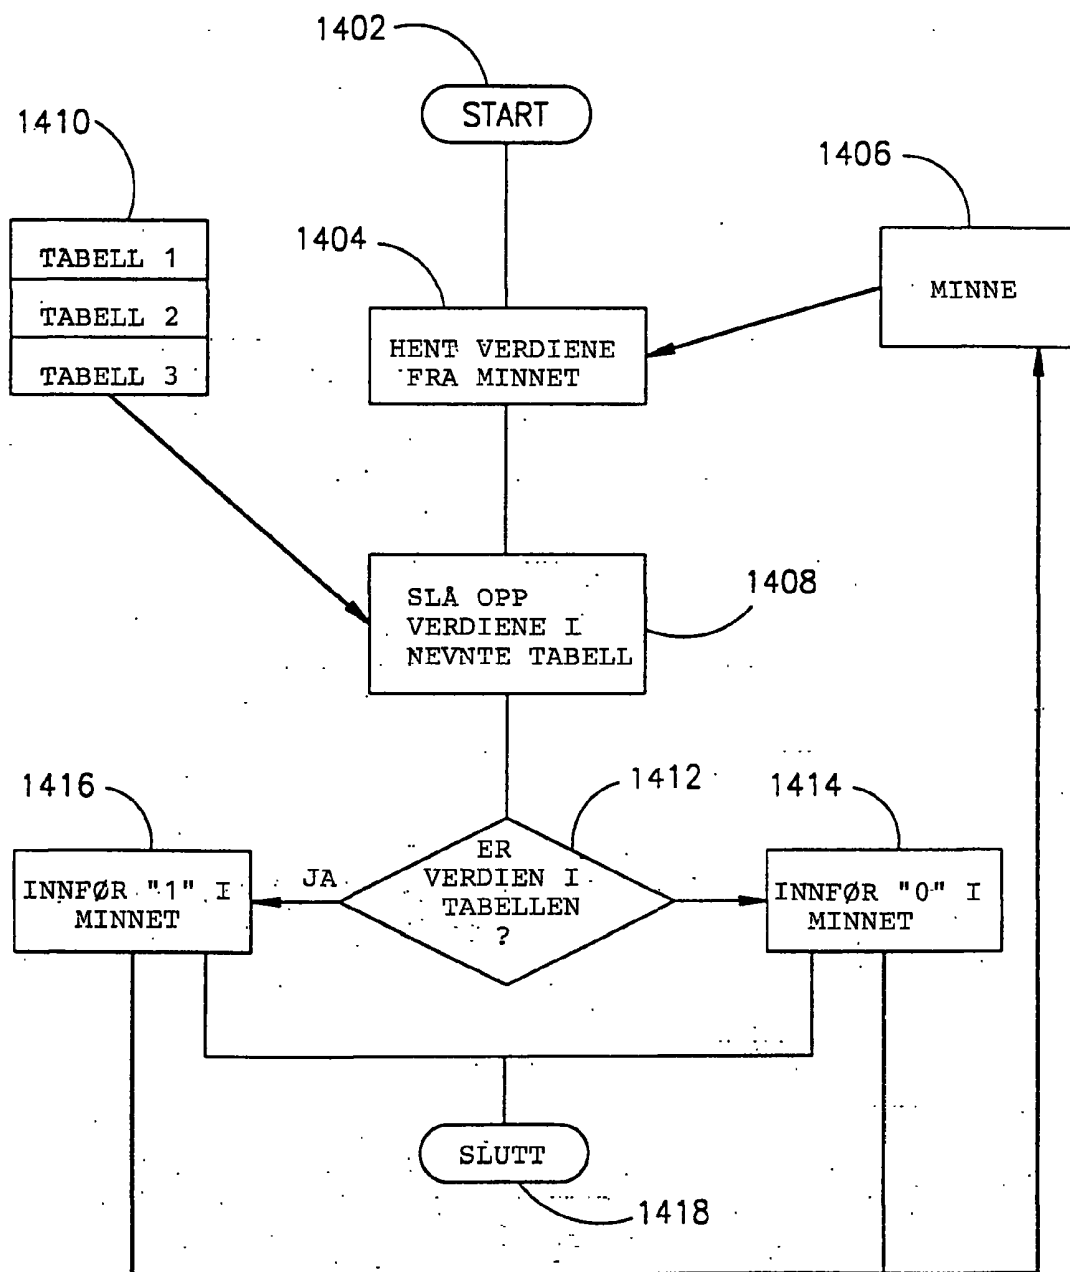 1402
START
1410
1406
1404
TABELL 1
TABELL 2
TABELL 3
MINNE
HENT VERDIENE
FRA MINNET
SLÅ OPP
VERDIENE I
NEVNTE TABELL
1408
1416
1412
1414
ER
VERDIEN I
TABELLEN
?
JA
INNFØR "1" I
MINNET
INNFØR "0" I
MINNET
SLUTT
1418